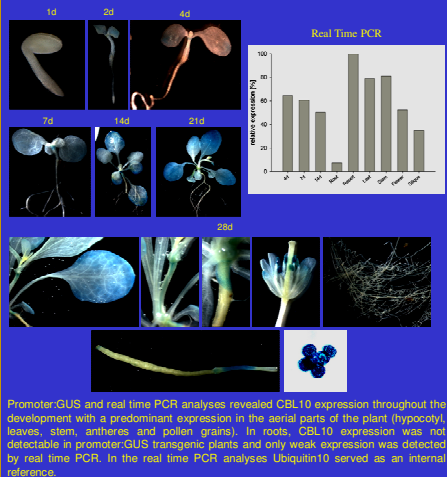 1d
2d
4d
Real Time PCR
relative expression [%]
100
80
60
40
20
0
4d
7d
14d
Root
Leaf
Stem
Flower
Silique
7d
14d
21d
28d
Promoter:GUS and real time PCR analyses revealed CBL10 expression throughout the
development with a predominant expression in the aerial parts of the plant (hypocotyl,
leaves, stem, antheres and pollen grains). In roots, CBL10 expression was not
detectable in promoter:GUS transgenic plants and only weak expression was detected
by real time PCR. In the real time PCR analyses Ubiquitin10 served as an internal
reference.